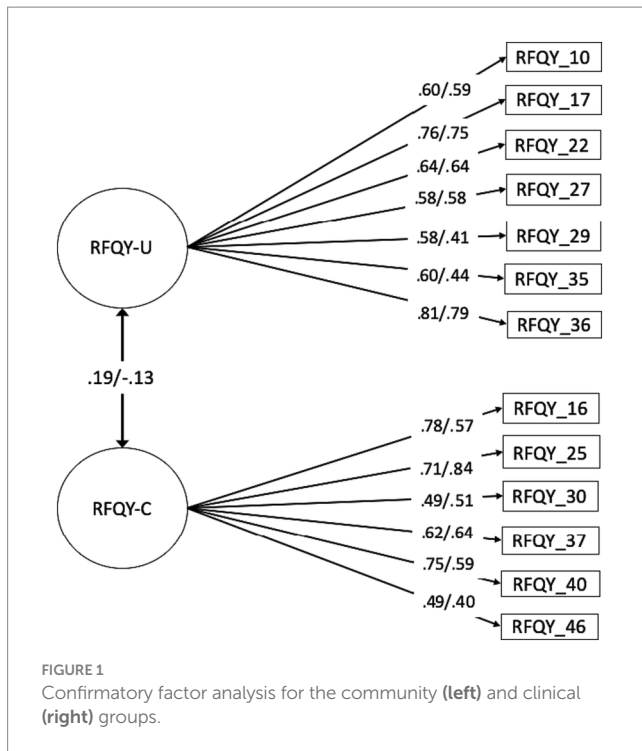 RFQY_10
.60/.59
RFQY_17
.76/.75
RFQY_22
.64/.64
RFQY_27
.58/.58
RFQY-U
RFQY_29
.58/.41
RFQY_35
.60/.44
RFQY_36
.81/.79
.19/-.13
RFQY_16
.78/.57
RFQY_25
.71/.84
RFQY_30
.49/.51
RFQY-C
RFQY_37
.62/.64
RFQY_40
.75/.59
RFQY_46
.49/.40
FIGURE 1
Confirmatory factor analysis for the community (left) and clinical
(right) groups.